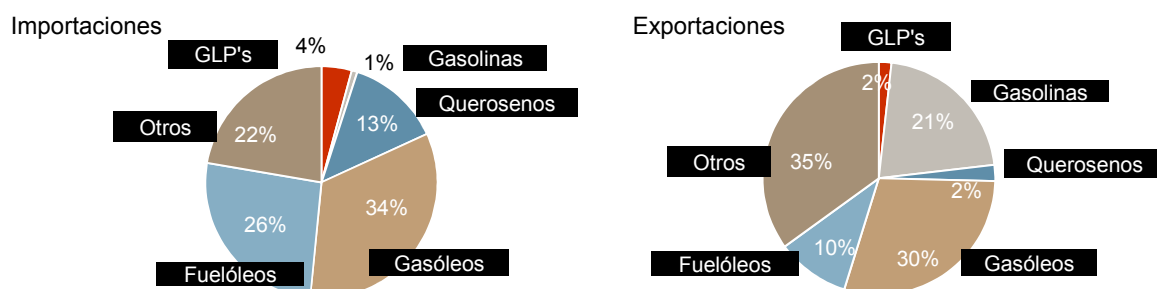 Importaciones
GLP's
4%
1%
Gasolinas
Querosenos
13%
Otros
22%
34%
26%
Gasóleos
Fuelóleos
Exportaciones
GLP's
2%
Gasolinas
21%
Otros
35%
Querosenos
2%
10%
30%
Fuelóleos
Gasóleos